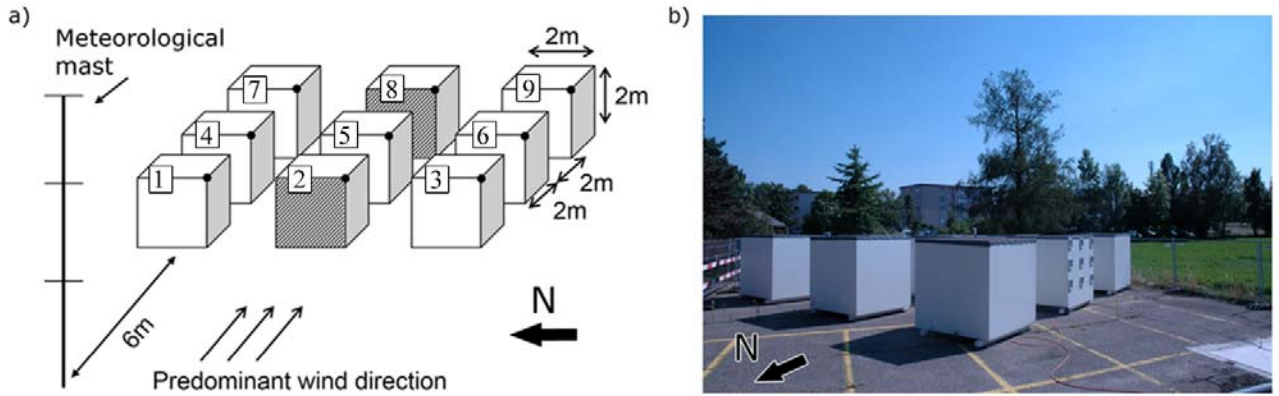 a)
Meteorological
mast
2m
7
8
9
2m
4
5
6
1
2
3
2m
2m
6m
N
Predominant wind direction
b)
N